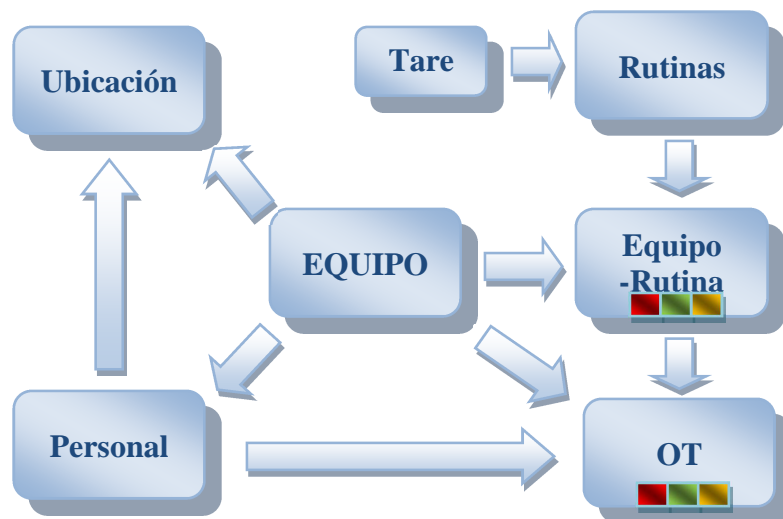 Ubicación
Tare
Rutinas
EQUIPO
Equipo
-Rutina
Personal
OT